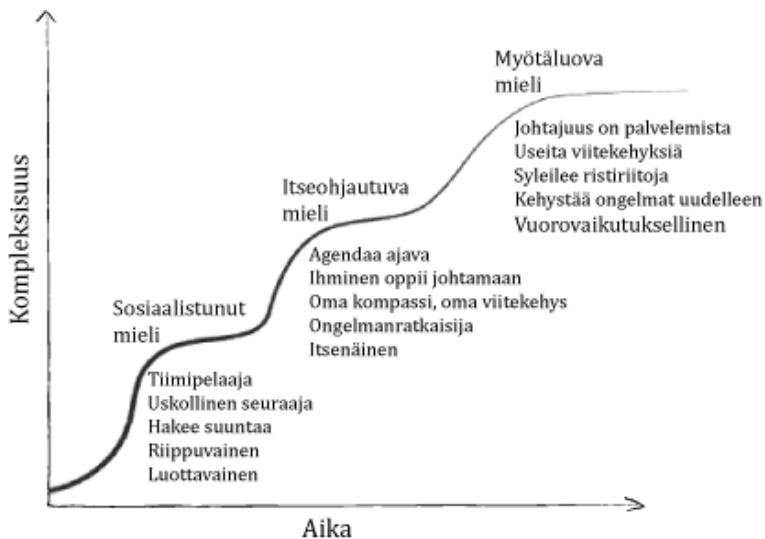 Kompleksisuus
Myötäluova
mieli
Johtajuus on palvelemista
Useita viitekehyksiä
Syleilee ristiriitoja
Kehystää ongelmat uudelleen
Vuorovaikutuksellinen
Itseohjautuva
mieli
Agendaa ajava
Ihminen oppii johtamaan
Oma kompassi, oma viitekehys
Ongelmanratkaisija
Itsenäinen
Sosiaalistunut
mieli
Tiimipelaaja
Uskollinen seuraaja
Hakee suuntaa
Riippuvainen
Luottavainen
Aika